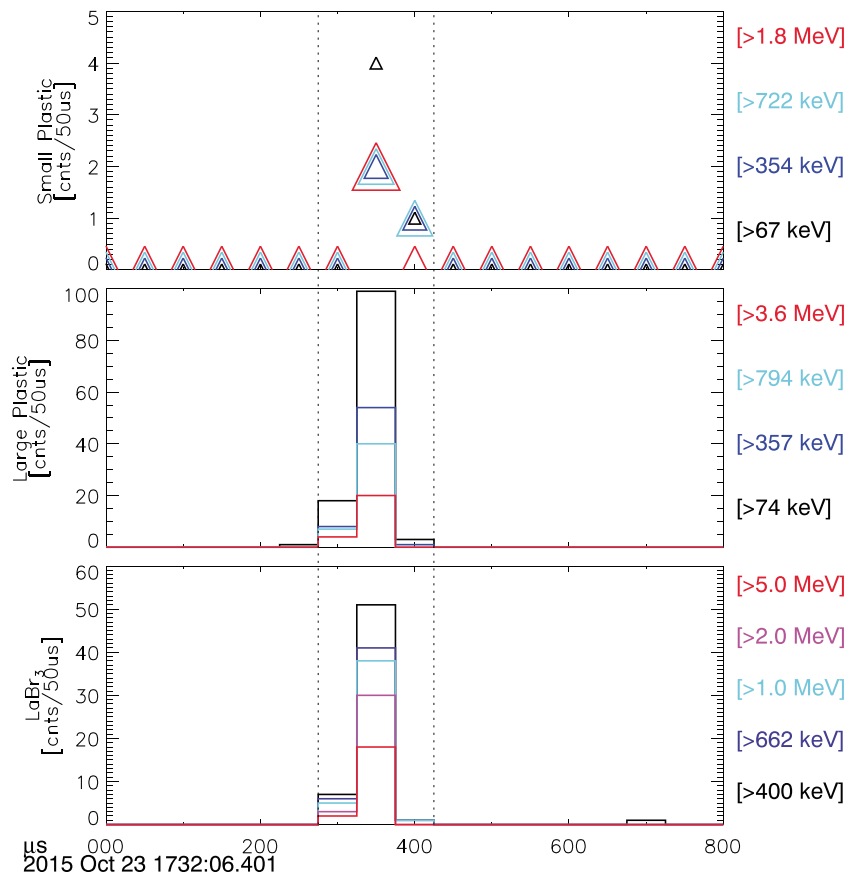 Small Plastic
[cnts/50us]
5
4
3
2
1
0
[>1.8 MeV]
[>722 keV]
[>354 keV]
[>67 keV]
Large Plastic
[cnts/50us]
100
80
60
40
20
0
[>3.6 MeV]
[>794 keV]
[>357 keV]
[>74 keV]
LaBr3
[cnts/50us]
60
50
40
30
20
10
0
[>5.0 MeV]
[>2.0 MeV]
[>1.0 MeV]
[>662 keV]
[>400 keV]
µs 000 200 400 600 800
2015 Oct 23 1732:06.401